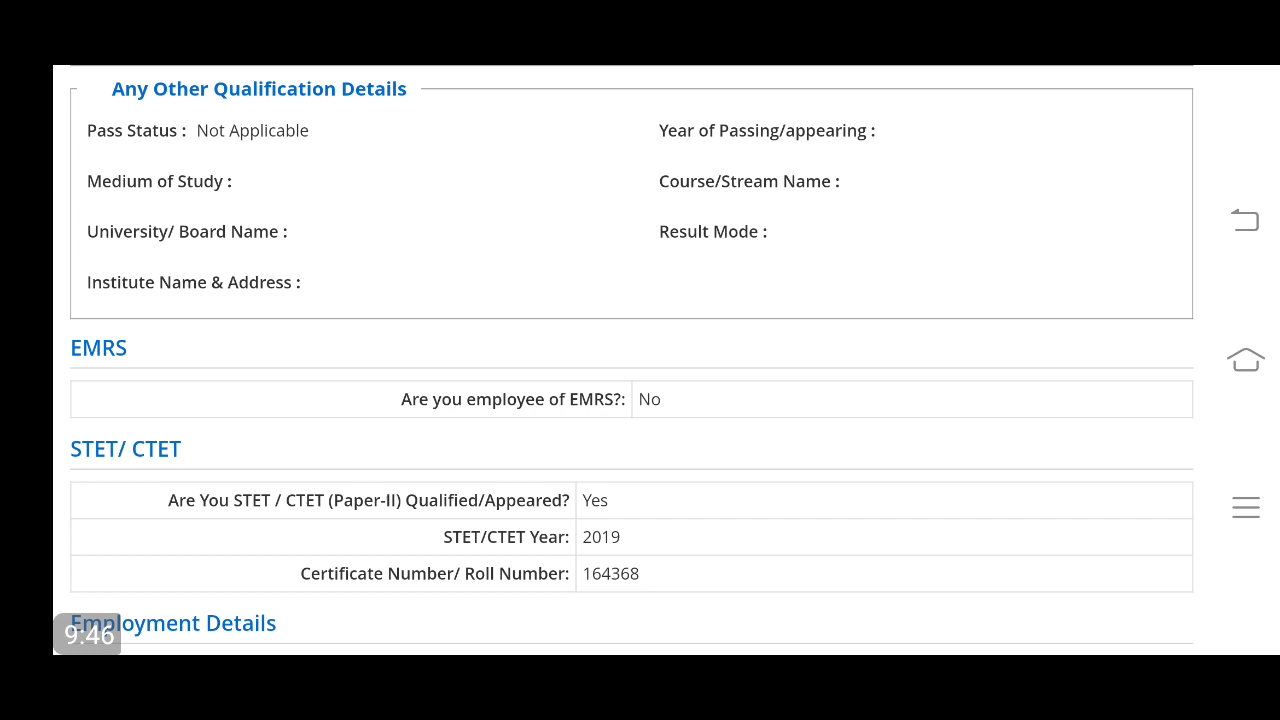 Any Other Qualification Details
Pass Status : Not Applicable Year of Passing/appearing :
Medium of Study : Course/Stream Name :
University/ Board Name : Result Mode :
Institute Name & Address :
EMRS
Are you employee of EMRS?: No
STET/ CTET
Are You STET / CTET (Paper-II) Qualified/Appeared? Yes
STET/CTET Year: 2019
Certificate Number/ Roll Number: 164368
Employment Details
9:46